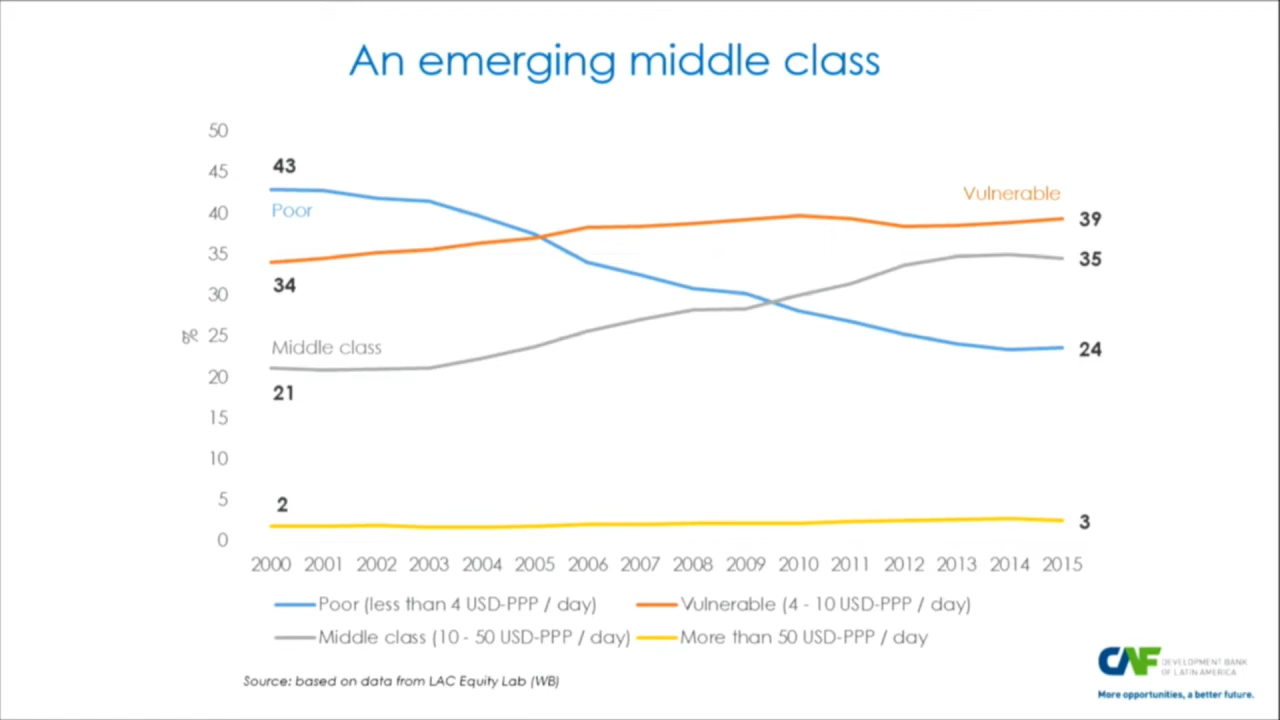 An emerging middle class
50
45
40
35
30
25
20
15
10
5
0
%
43
Poor
34
Middle class
21
2
Vulnerable
39
35
24
3
2000 2001 2002 2003 2004 2005 2006 2007 2008 2009 2010 2011 2012 2013 2014 2015
Poor (less than 4 USD-PPP / day) Vulnerable (4 - 10 USD-PPP / day)
Middle class (10 - 50 USD-PPP / day) More than 50 USD-PPP / day
Source: based on data from LAC Equity Lab (WB)
CAF DEVELOPMENT BANK
OF LATIN AMERICA
More opportunities, a better future.